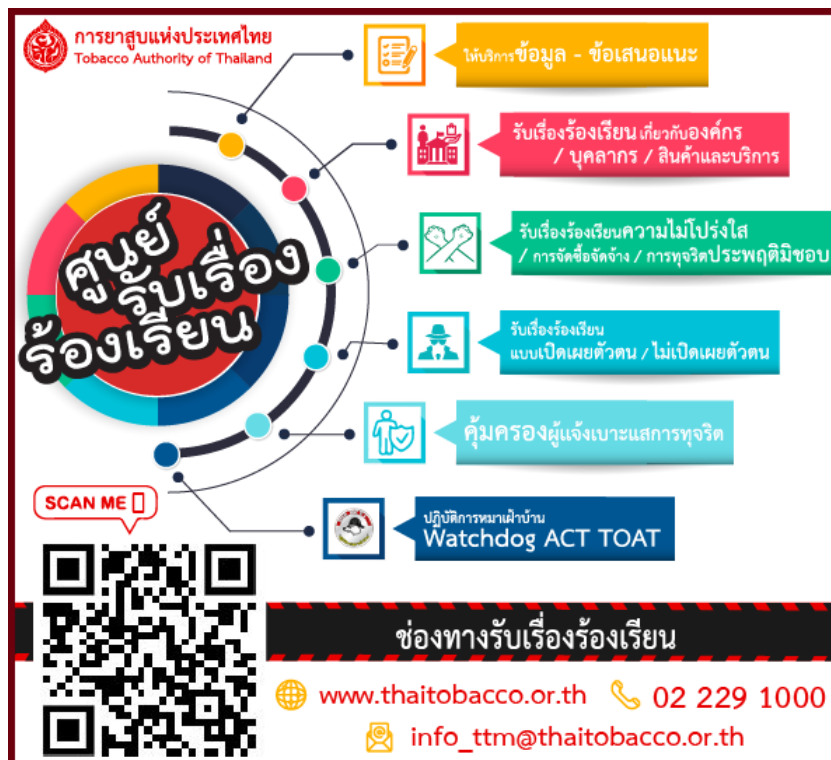 การยาสูบแห่งประเทศไทย
Tobacco Authority of Thailand
ให้บริการข้อมูล - ข้อเสนอแนะ
รับเรื่องร้องเรียนเกี่ยวกับองค์กร
/ บุคลากร / สินค้าและบริการ
รับเรื่องร้องเรียนความไม่โปร่งใส
/ การจัดซื้อจัดจ้าง / การทุจริตประพฤติมิชอบ
ศูนย์
รับเรื่อง
ร้องเรียน
รับเรื่องร้องเรียน
แบบเปิดเผยตัวตน / ไม่เปิดเผยตัวตน
คุ้มครองผู้แจ้งเบาะแสการทุจริต
SCAN ME
ปฏิบัติการหมาเฝ้าบ้าน
Watchdog ACT TOAT
ช่องทางรับเรื่องร้องเรียน
www.thaitobacco.or.th 02 229 1000
info_ttm@thaitobacco.or.th